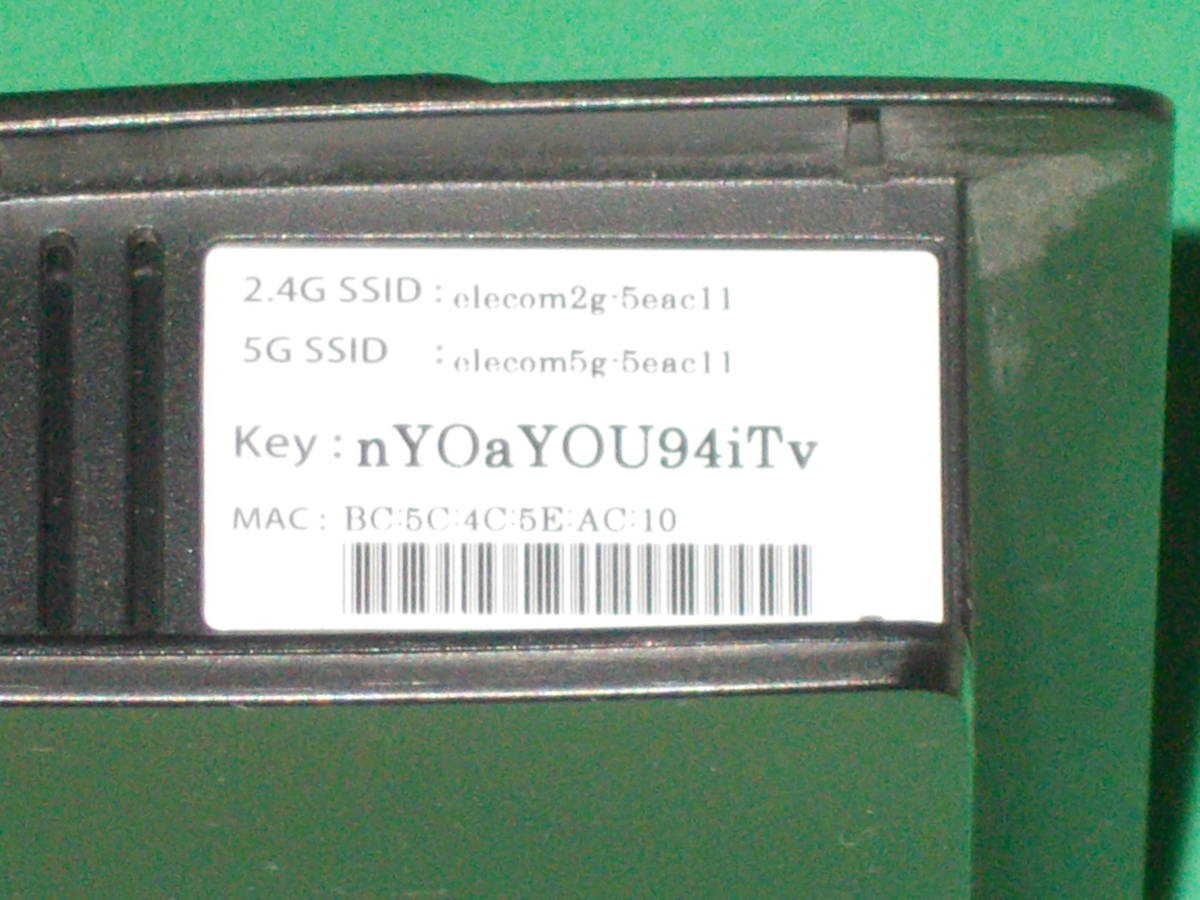 2.4G SSID : elecom2g-5eac11
5G SSID : elecom5g-5eac11
Key : nYOaYOU94iTv
MAC : BC:5C:4C:5E:AC:10